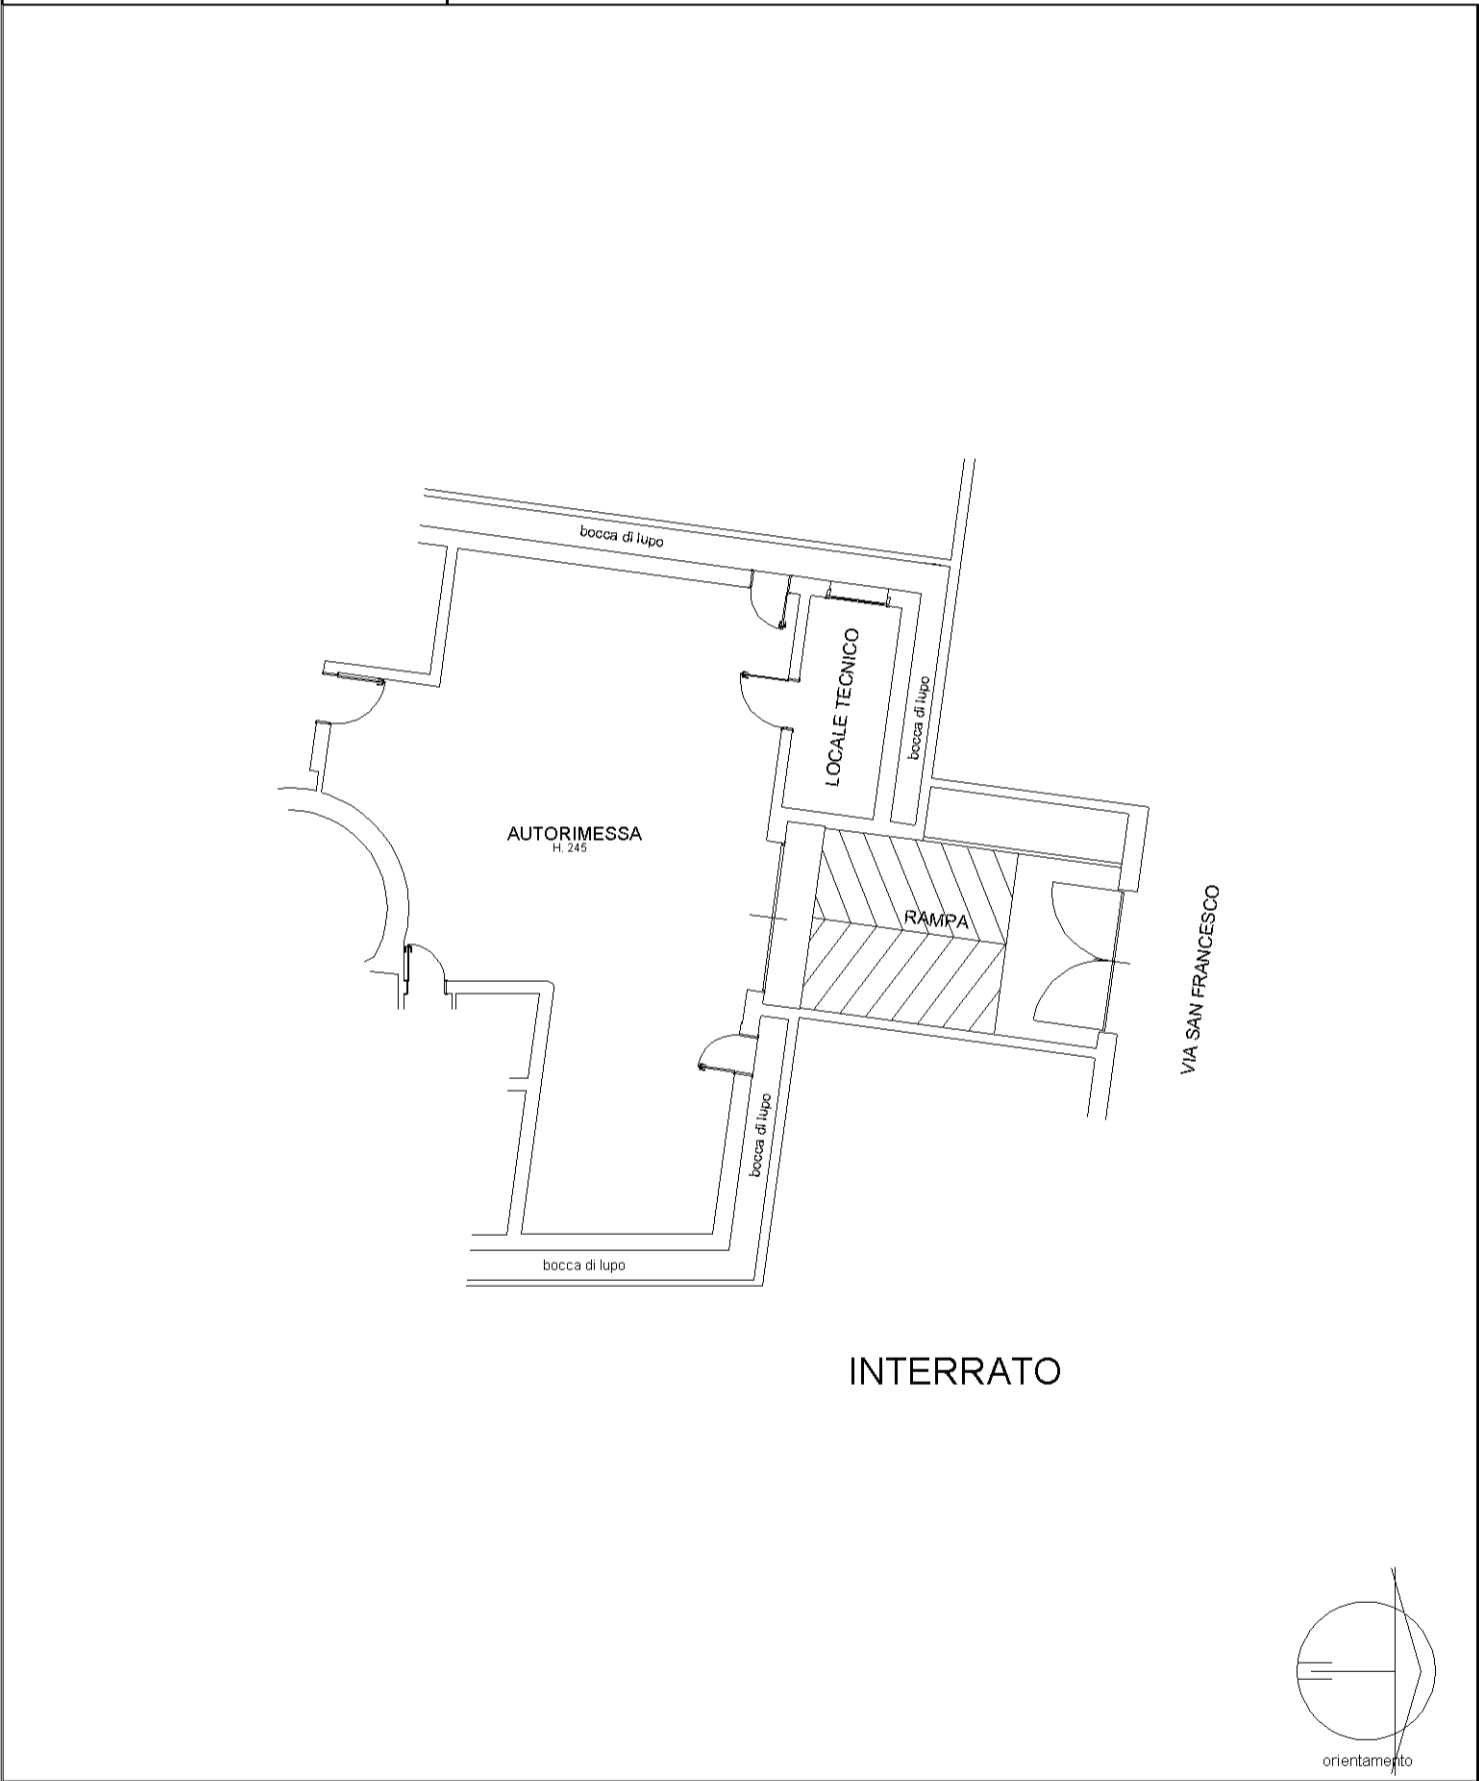 bocca di lupo
LOCALE TECNICO
bocca di lupo
AUTORIMESSA
H. 245
RAMPA
VIA SAN FRANCESCO
bocca di lupo
bocca di lupo
INTERRATO
orientamento